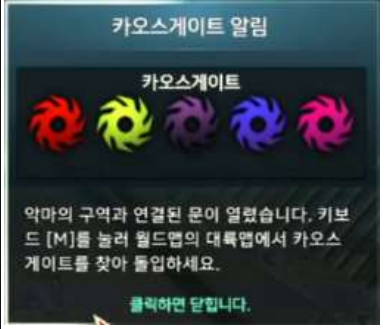 카오스게이트 알림
카오스게이트
악마의 구역과 연결된 문이 열렸습니다. 키보
드 [M]를 눌러 월드맵의 대륙맵에서 카오스
게이트를 찾아 돌입하세요.
클릭하면 닫힙니다.